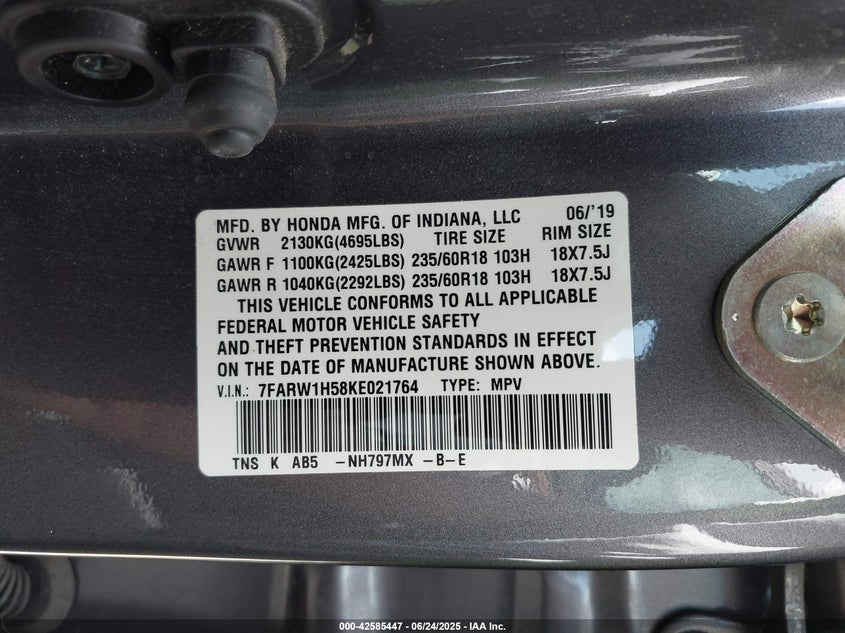 MFD. BY HONDA MFG. OF INDIANA, LLC 06/'19
GVWR 2130KG(4695LBS) TIRE SIZE RIM SIZE
GAWR F 1100KG(2425LBS) 235/60R18 103H 18X7.5J
GAWR R 1040KG(2292LBS) 235/60R18 103H 18X7.5J
THIS VEHICLE CONFORMS TO ALL APPLICABLE
FEDERAL MOTOR VEHICLE SAFETY
AND THEFT PREVENTION STANDARDS IN EFFECT
ON THE DATE OF MANUFACTURE SHOWN ABOVE.
V.I.N.: 7FARW1H58KE021764 TYPE: MPV
TNS K AB5 -NH797MX -B-E
000-42585447 - 06/24/2025 - IAA Inc.